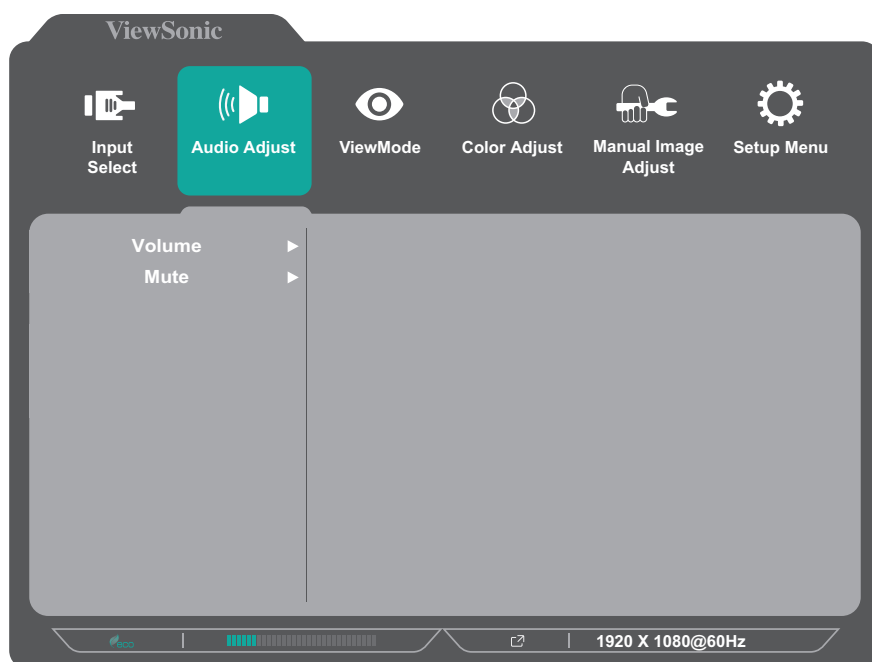 ViewSonic
Input
Select
Audio Adjust
ViewMode
Color Adjust
Manual Image
Adjust
Setup Menu
Volume
Mute
eco
1920 X 1080@60Hz